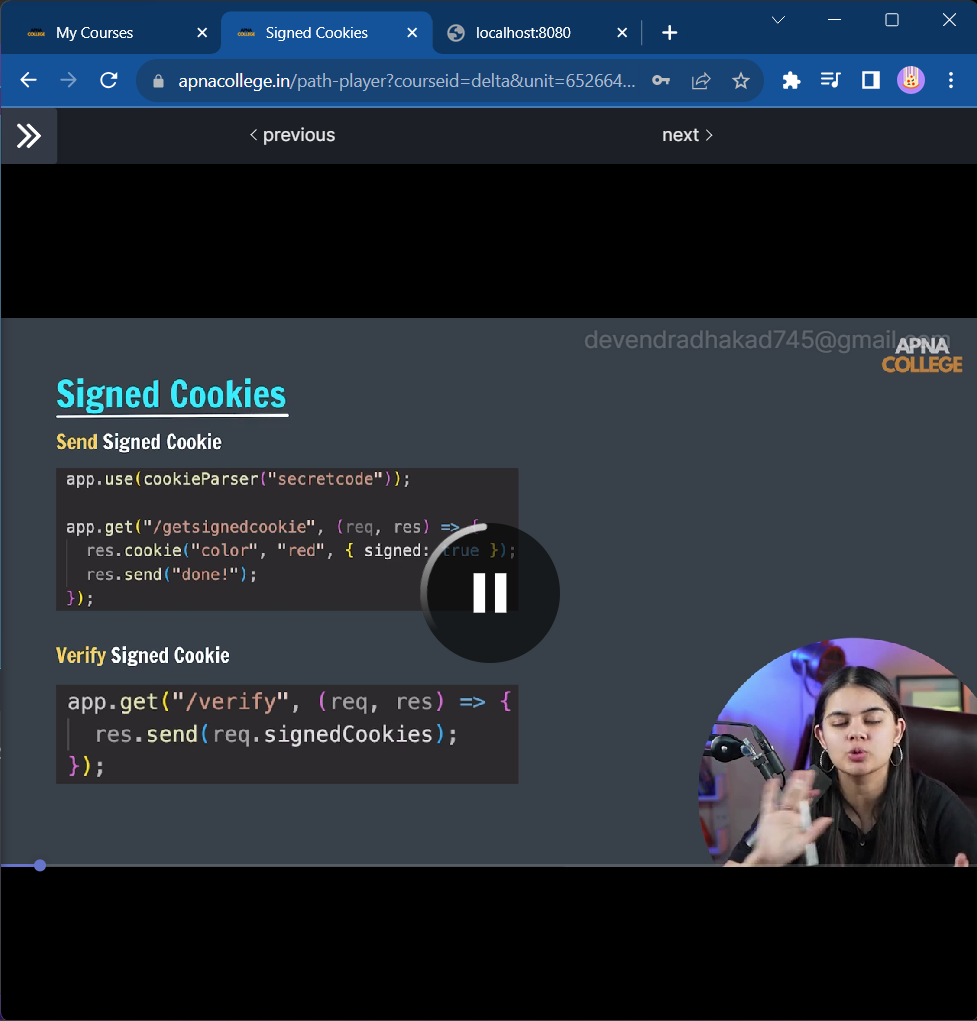 My Courses
Signed Cookies
localhost:8080
apnacollege.in/path-player?courseid=delta&unit=652664...
previous
next
devendradhakad745@gmail.com
APNA
COLLEGE
Signed Cookies
Send Signed Cookie
app.use(cookieParser("secretcode"));
app.get("/getsignedcookie", (req, res) => {
res.cookie("color", "red", { signed: true });
res.send("done!");
});
Verify Signed Cookie
app.get("/verify", (req, res) => {
res.send(req.signedCookies);
});